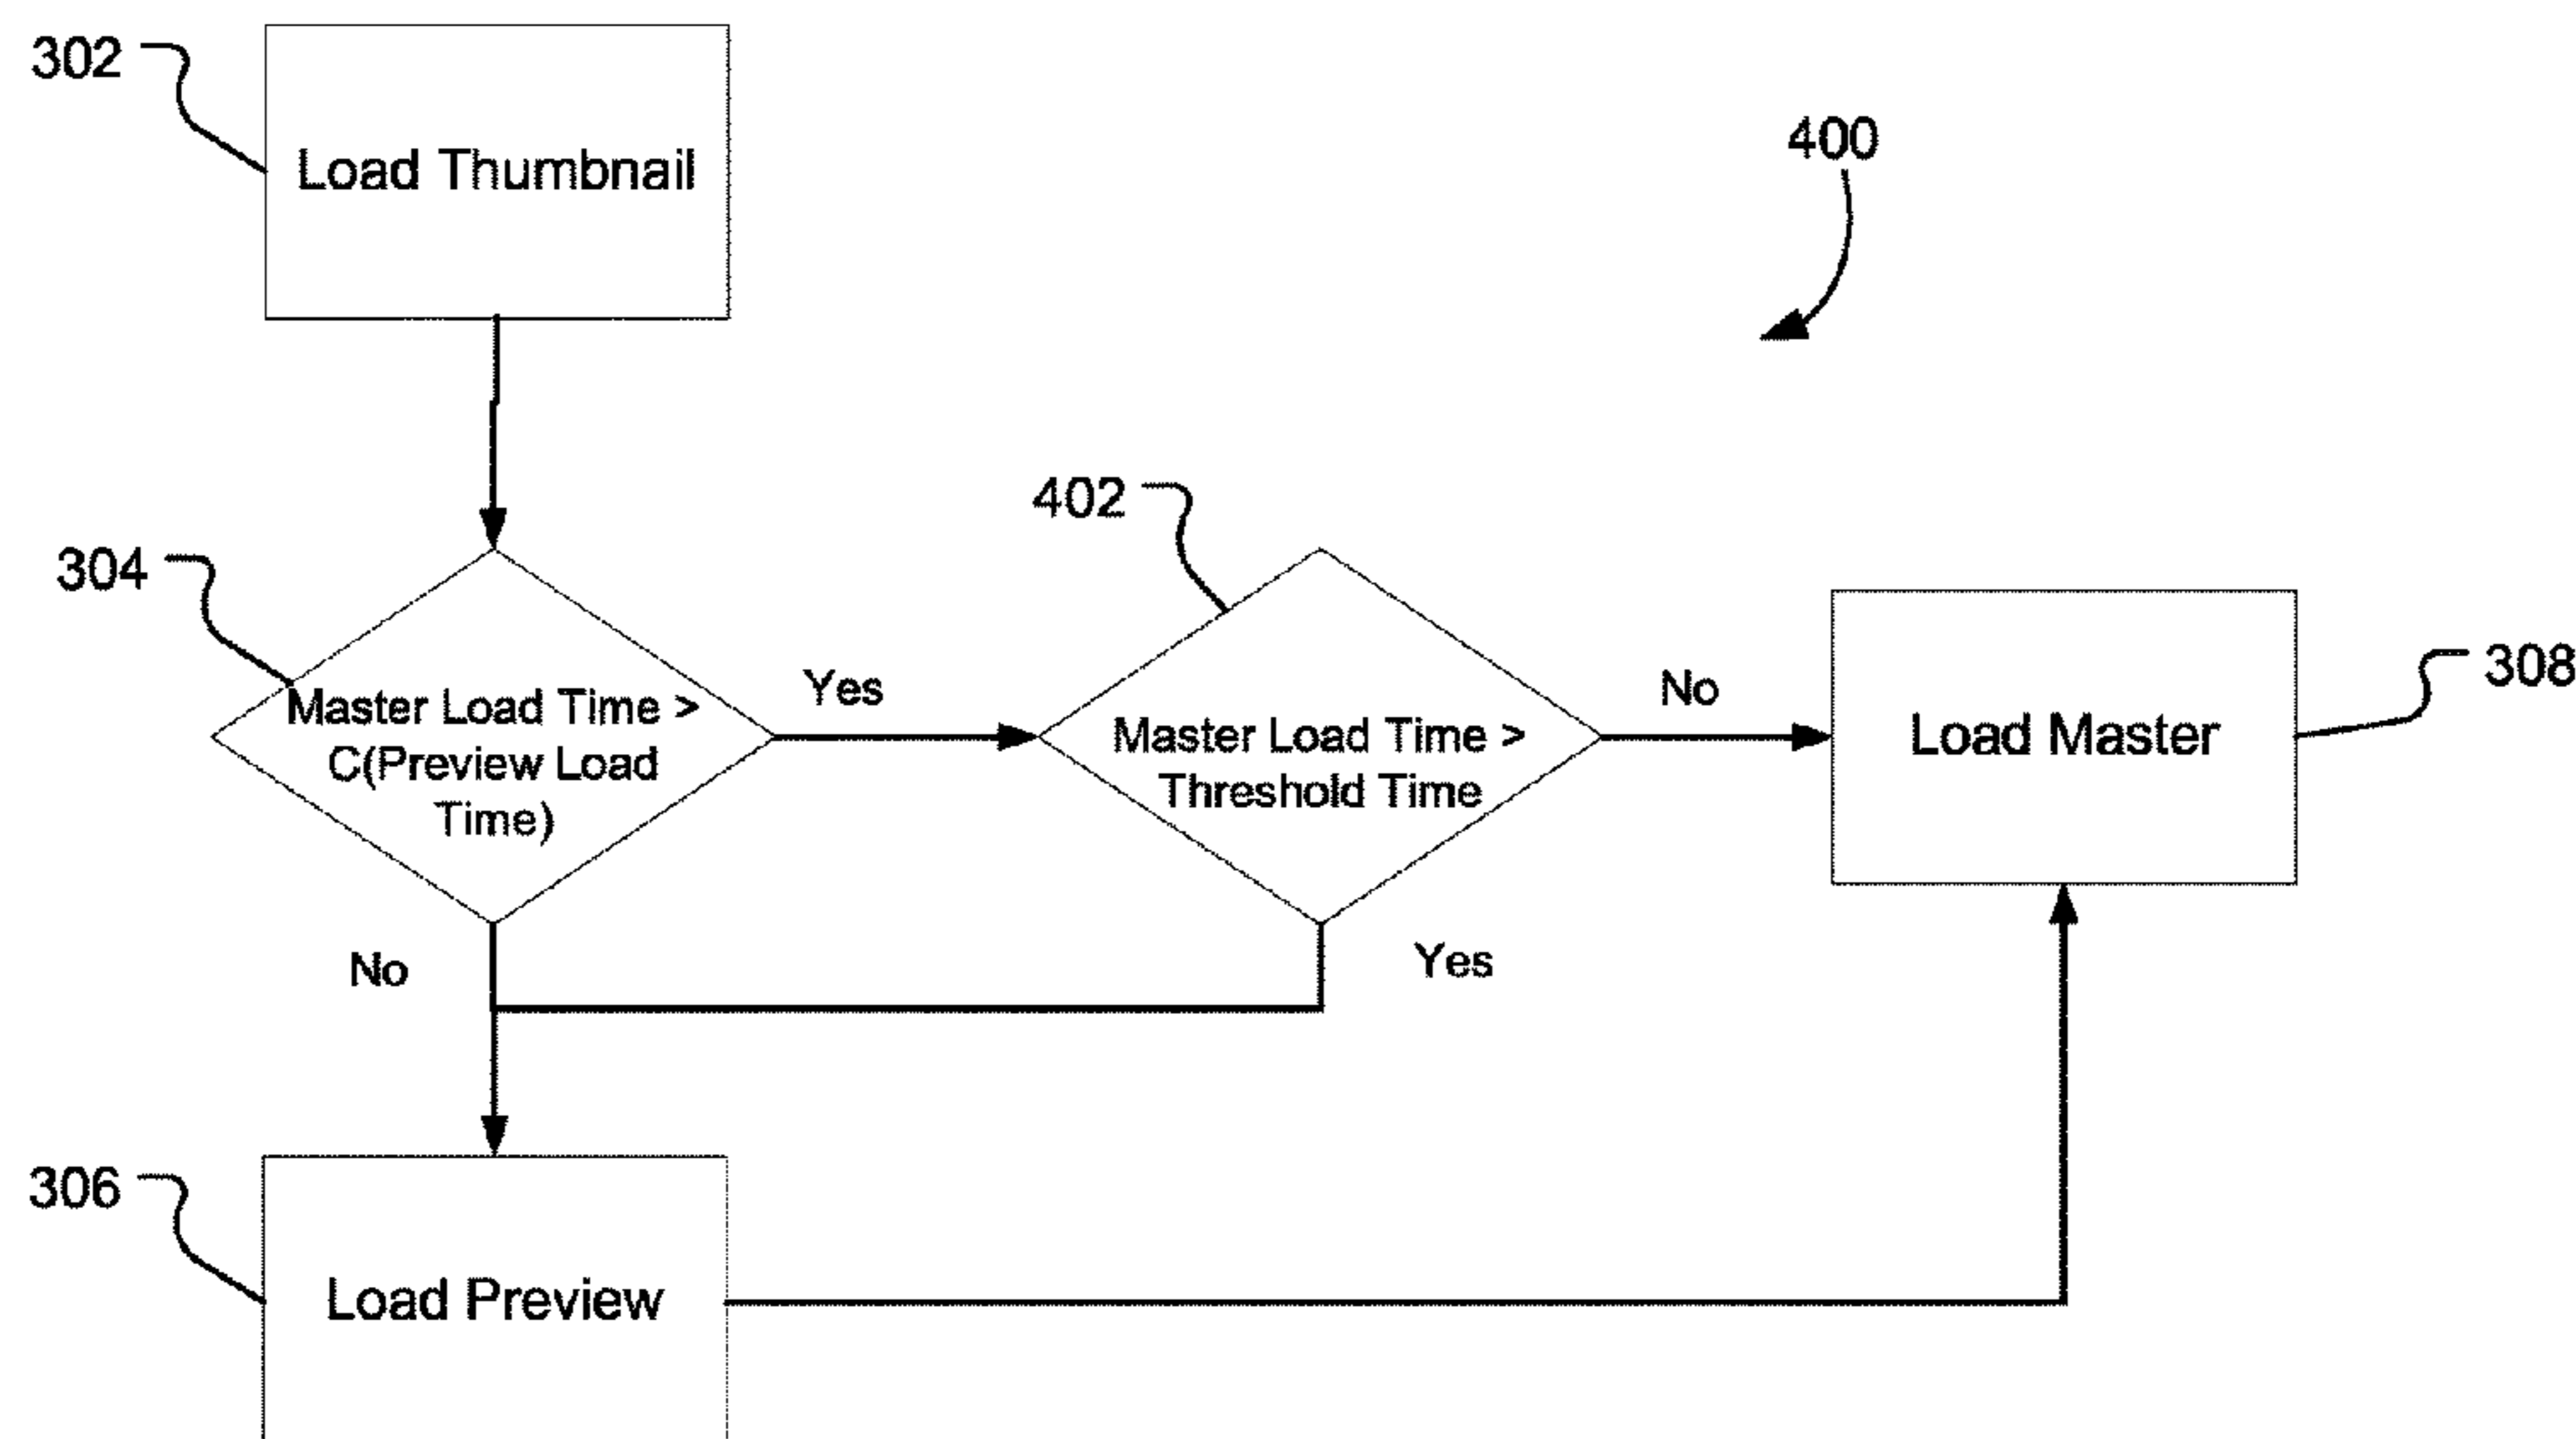 302
Load Thumbnail
400
402
304
Master Load Time >
C(Preview Load
Time)
Yes
Master Load Time >
Threshold Time
No
Load Master
308
No
Yes
306
Load Preview